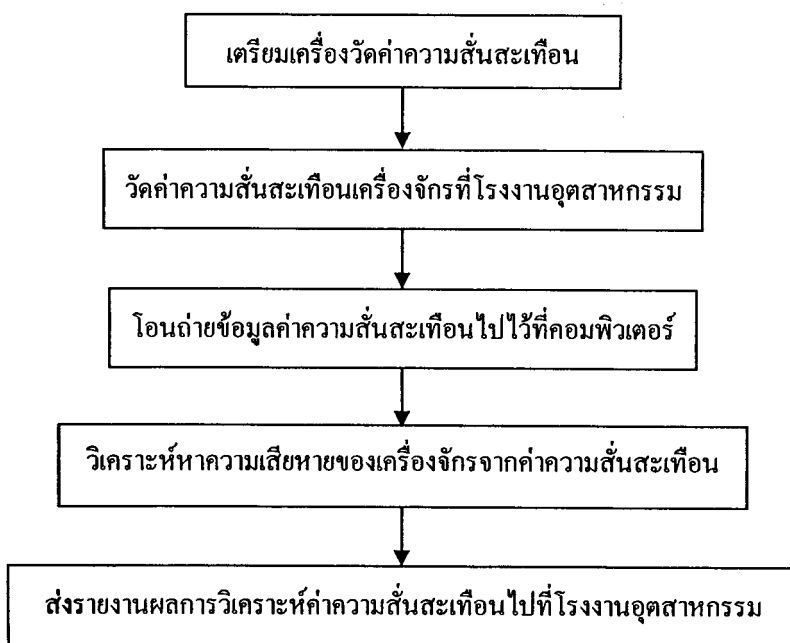 เตรียมเครื่องวัดค่าความสั่นสะเทือน
วัดค่าความสั่นสะเทือนเครื่องจักรที่โรงงานอุตสาหกรรม
โอนถ่ายข้อมูลค่าความสั่นสะเทือนไปไว้ที่คอมพิวเตอร์
วิเคราะห์หาความเสียหายของเครื่องจักรจากค่าความสั่นสะเทือน
ส่งรายงานผลการวิเคราะห์ค่าความสั่นสะเทือนไปที่โรงงานอุตสาหกรรม